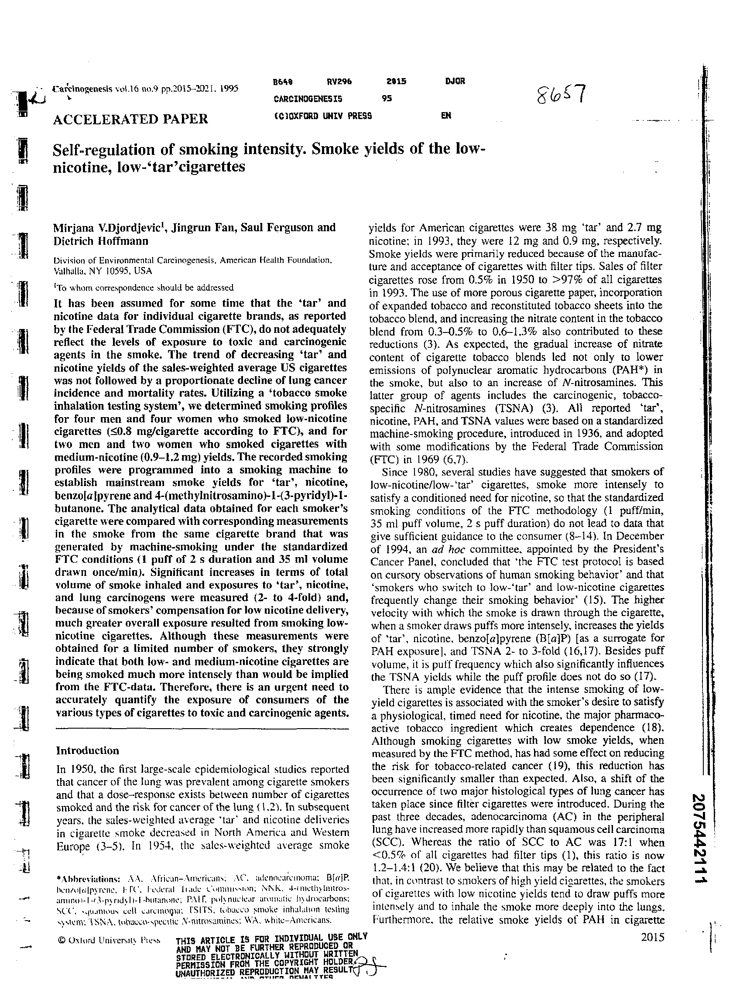 B640 RV296 2015 DJOR
CARCINOGENESIS 95
(C)OXFORD UNIV PRESS EN
8657
Carcinogenesis vol.16 no.9 pp.2015–2021, 1995
ACCELERATED PAPER
Self-regulation of smoking intensity. Smoke yields of the low-
nicotine, low-‘tar’cigarettes
Mirjana V.Djordjevic¹, Jingrun Fan, Saul Ferguson and
Dietrich Hoffmann
Division of Environmental Carcinogenesis, American Health Foundation,
Valhalla, NY 10595, USA
¹To whom correspondence should be addressed
It has been assumed for some time that the ‘tar’ and
nicotine data for individual cigarette brands, as reported
by the Federal Trade Commission (FTC), do not adequately
reflect the levels of exposure to toxic and carcinogenic
agents in the smoke. The trend of decreasing ‘tar’ and
nicotine yields of the sales-weighted average US cigarettes
was not followed by a proportionate decline of lung cancer
incidence and mortality rates. Utilizing a ‘tobacco smoke
inhalation testing system’, we determined smoking profiles
for four men and four women who smoked low-nicotine
cigarettes (≤0.8 mg/cigarette according to FTC), and for
two men and two women who smoked cigarettes with
medium-nicotine (0.9–1.2 mg) yields. The recorded smoking
profiles were programmed into a smoking machine to
establish mainstream smoke yields for ‘tar’, nicotine,
benzo[a]pyrene and 4-(methylnitrosamino)-1-(3-pyridyl)-1-
butanone. The analytical data obtained for each smoker's
cigarette were compared with corresponding measurements
in the smoke from the same cigarette brand that was
generated by machine-smoking under the standardized
FTC conditions (1 puff of 2 s duration and 35 ml volume
drawn once/min). Significant increases in terms of total
volume of smoke inhaled and exposures to ‘tar’, nicotine,
and lung carcinogens were measured (2- to 4-fold) and,
because of smokers' compensation for low nicotine delivery,
much greater overall exposure resulted from smoking low-
nicotine cigarettes. Although these measurements were
obtained for a limited number of smokers, they strongly
indicate that both low- and medium-nicotine cigarettes are
being smoked much more intensely than would be implied
from the FTC-data. Therefore, there is an urgent need to
accurately quantify the exposure of consumers of the
various types of cigarettes to toxic and carcinogenic agents.
Introduction
In 1950, the first large-scale epidemiological studies reported
that cancer of the lung was prevalent among cigarette smokers
and that a dose–response exists between number of cigarettes
smoked and the risk for cancer of the lung (1,2). In subsequent
years, the sales-weighted average ‘tar’ and nicotine deliveries
in cigarette smoke decreased in North America and Western
Europe (3–5). In 1954, the sales-weighted average smoke
*Abbreviations: AA, African-Americans; AC, adenocarcinoma; B[a]P,
benzo[a]pyrene; FTC, Federal Trade Commission; NNK, 4-(methylnitros-
amino)-1-(3-pyridyl)-1-butanone; PAH, polynuclear aromatic hydrocarbons;
SCC, squamous cell carcinoma; TSITS, tobacco smoke inhalation testing
system; TSNA, tobacco-specific N-nitrosamines; WA, white-Americans.
© Oxford University Press
THIS ARTICLE IS FOR INDIVIDUAL USE ONLY
AND MAY NOT BE FURTHER REPRODUCED OR
STORED ELECTRONICALLY WITHOUT WRITTEN
PERMISSION FROM THE COPYRIGHT HOLDER.
UNAUTHORIZED REPRODUCTION MAY RESULT
yields for American cigarettes were 38 mg ‘tar’ and 2.7 mg
nicotine; in 1993, they were 12 mg and 0.9 mg, respectively.
Smoke yields were primarily reduced because of the manufac-
ture and acceptance of cigarettes with filter tips. Sales of filter
cigarettes rose from 0.5% in 1950 to >97% of all cigarettes
in 1993. The use of more porous cigarette paper, incorporation
of expanded tobacco and reconstituted tobacco sheets into the
tobacco blend, and increasing the nitrate content in the tobacco
blend from 0.3–0.5% to 0.6–1.3% also contributed to these
reductions (3). As expected, the gradual increase of nitrate
content of cigarette tobacco blends led not only to lower
emissions of polynuclear aromatic hydrocarbons (PAH*) in
the smoke, but also to an increase of N-nitrosamines. This
latter group of agents includes the carcinogenic, tobacco-
specific N-nitrosamines (TSNA) (3). All reported ‘tar’,
nicotine, PAH, and TSNA values were based on a standardized
machine-smoking procedure, introduced in 1936, and adopted
with some modifications by the Federal Trade Commission
(FTC) in 1969 (6,7).
Since 1980, several studies have suggested that smokers of
low-nicotine/low-‘tar’ cigarettes, smoke more intensely to
satisfy a conditioned need for nicotine, so that the standardized
smoking conditions of the FTC methodology (1 puff/min,
35 ml puff volume, 2 s puff duration) do not lead to data that
give sufficient guidance to the consumer (8–14). In December
of 1994, an ad hoc committee, appointed by the President's
Cancer Panel, concluded that ‘the FTC test protocol is based
on cursory observations of human smoking behavior’ and that
‘smokers who switch to low-‘tar’ and low-nicotine cigarettes
frequently change their smoking behavior’ (15). The higher
velocity with which the smoke is drawn through the cigarette,
when a smoker draws puffs more intensely, increases the yields
of ‘tar’, nicotine, benzo[a]pyrene (B[a]P) [as a surrogate for
PAH exposure], and TSNA 2- to 3-fold (16,17). Besides puff
volume, it is puff frequency which also significantly influences
the TSNA yields while the puff profile does not do so (17).
There is ample evidence that the intense smoking of low-
yield cigarettes is associated with the smoker's desire to satisfy
a physiological, timed need for nicotine, the major pharmaco-
active tobacco ingredient which creates dependence (18).
Although smoking cigarettes with low smoke yields, when
measured by the FTC method, has had some effect on reducing
the risk for tobacco-related cancer (19), this reduction has
been significantly smaller than expected. Also, a shift of the
occurrence of two major histological types of lung cancer has
taken place since filter cigarettes were introduced. During the
past three decades, adenocarcinoma (AC) in the peripheral
lung have increased more rapidly than squamous cell carcinoma
(SCC). Whereas the ratio of SCC to AC was 17:1 when
<0.5% of all cigarettes had filter tips (1), this ratio is now
1.2–1.4:1 (20). We believe that this may be related to the fact
that, in contrast to smokers of high yield cigarettes, the smokers
of cigarettes with low nicotine yields tend to draw puffs more
intensely and to inhale the smoke more deeply into the lungs.
Furthermore, the relative smoke yields of PAH in cigarette
2015
2075442111